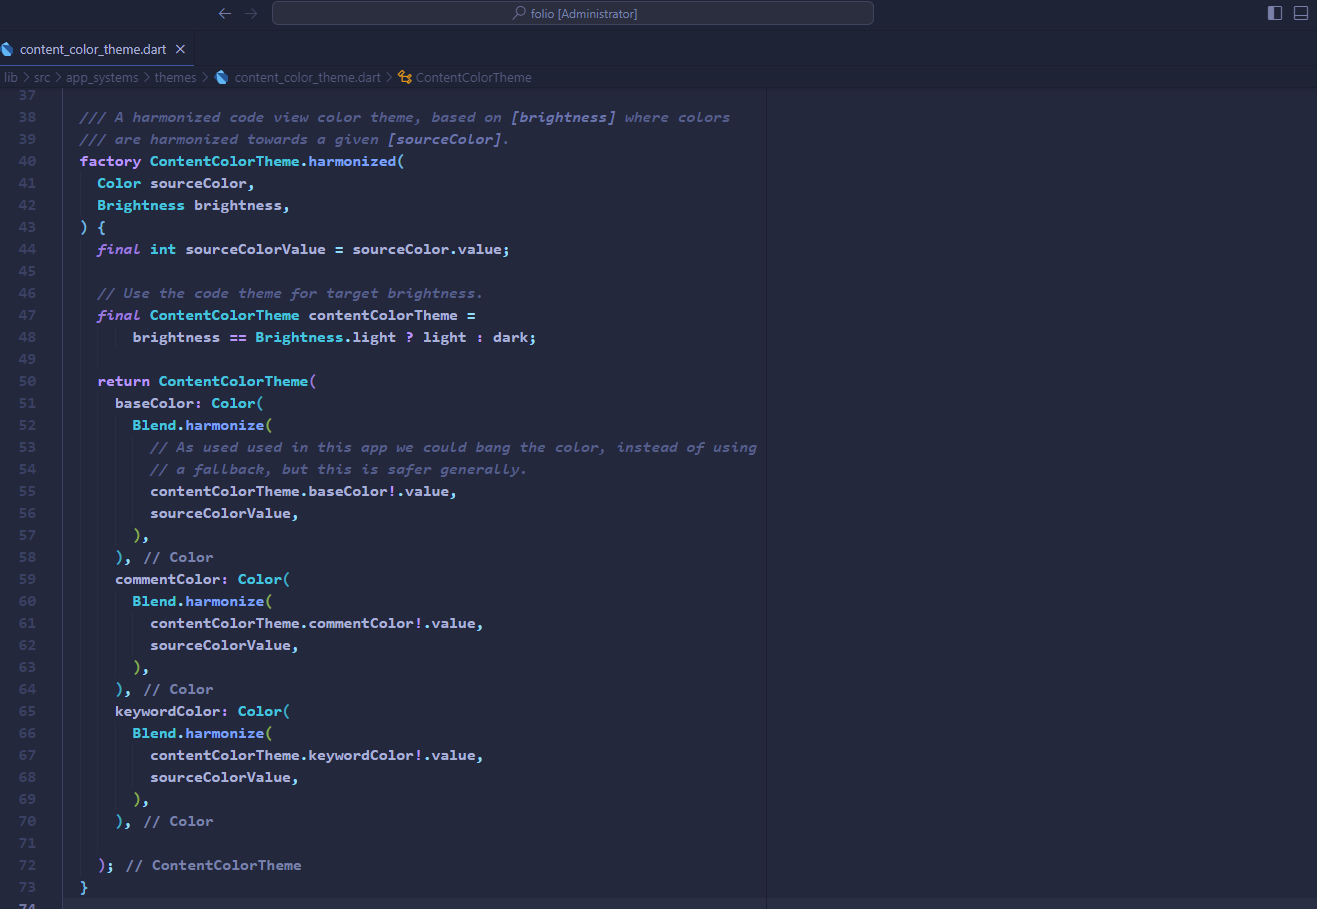 folio [Administrator]
content_color_theme.dart
lib > src > app_systems > themes > content_color_theme.dart > ContentColorTheme
37
38 /// A harmonized code view color theme, based on [brightness] where colors
39 /// are harmonized towards a given [sourceColor].
40 factory ContentColorTheme.harmonized(
41 Color sourceColor,
42 Brightness brightness,
43 ) {
44 final int sourceColorValue = sourceColor.value;
45
46 // Use the code theme for target brightness.
47 final ContentColorTheme contentColorTheme =
48 brightness == Brightness.light ? light : dark;
49
50 return ContentColorTheme(
51 baseColor: Color(
52 Blend.harmonize(
53 // As used used in this app we could bang the color, instead of using
54 // a fallback, but this is safer generally.
55 contentColorTheme.baseColor!.value,
56 sourceColorValue,
57 ),
58 ), // Color
59 commentColor: Color(
60 Blend.harmonize(
61 contentColorTheme.commentColor!.value,
62 sourceColorValue,
63 ),
64 ), // Color
65 keywordColor: Color(
66 Blend.harmonize(
67 contentColorTheme.keywordColor!.value,
68 sourceColorValue,
69 ),
70 ), // Color
71
72 ); // ContentColorTheme
73 }
74